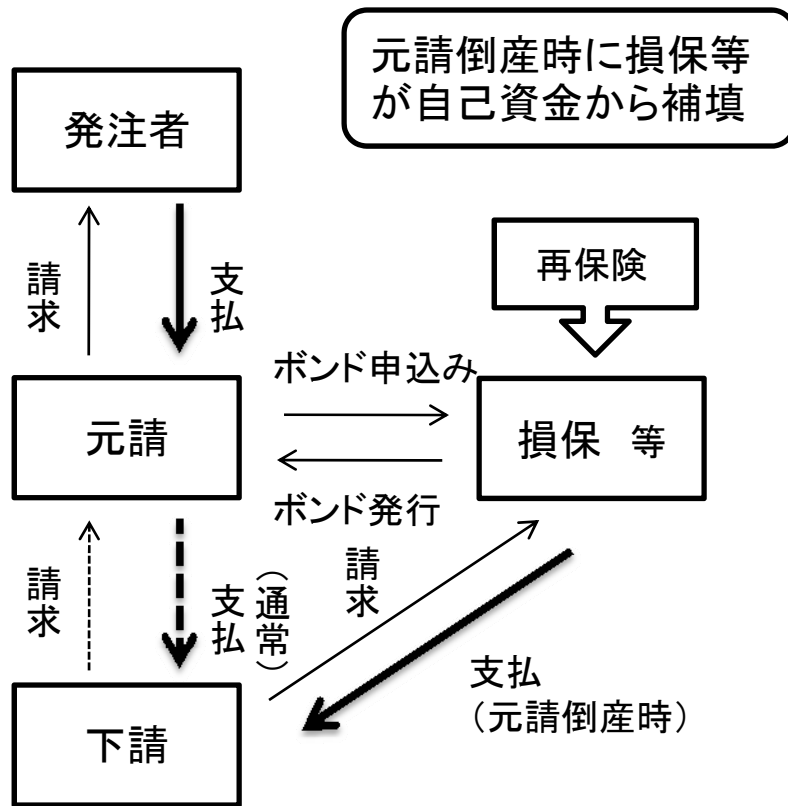 元請倒産時に損保等
が自己資金から補填
発注者
請求
支払
再保険
ボンド申込み
元請
損保 等
ボンド発行
請求
支払
（通常）
請求
支払
（元請倒産時）
下請